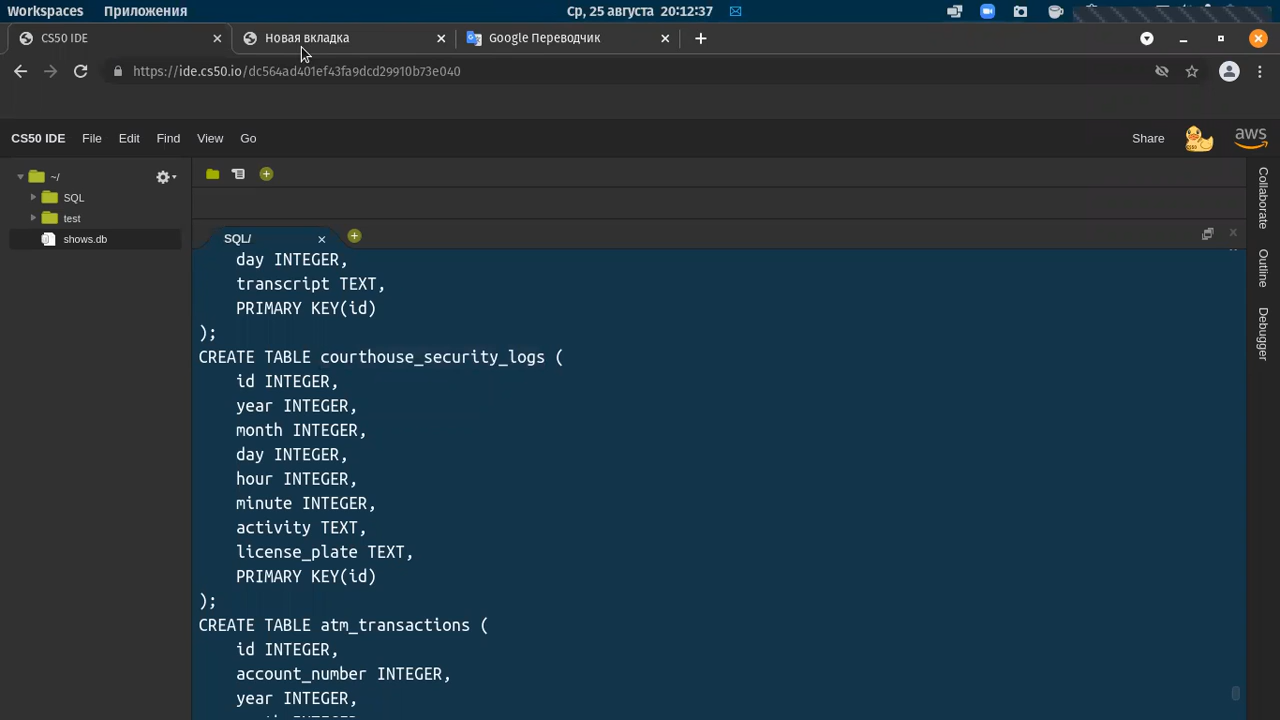 Workspaces Приложения Ср, 25 августа 20:12:37
CS50 IDE Новая вкладка Google Переводчик
https://ide.cs50.io/dc564ad401ef43fa9dcd29910b73e040
CS50 IDE File Edit Find View Go Share aws
~/
SQL
test
shows.db
SQL/
day INTEGER,
transcript TEXT,
PRIMARY KEY(id)
);
CREATE TABLE courthouse_security_logs (
id INTEGER,
year INTEGER,
month INTEGER,
day INTEGER,
hour INTEGER,
minute INTEGER,
activity TEXT,
license_plate TEXT,
PRIMARY KEY(id)
);
CREATE TABLE atm_transactions (
id INTEGER,
account_number INTEGER,
year INTEGER,
Collaborate
Outline
Debugger